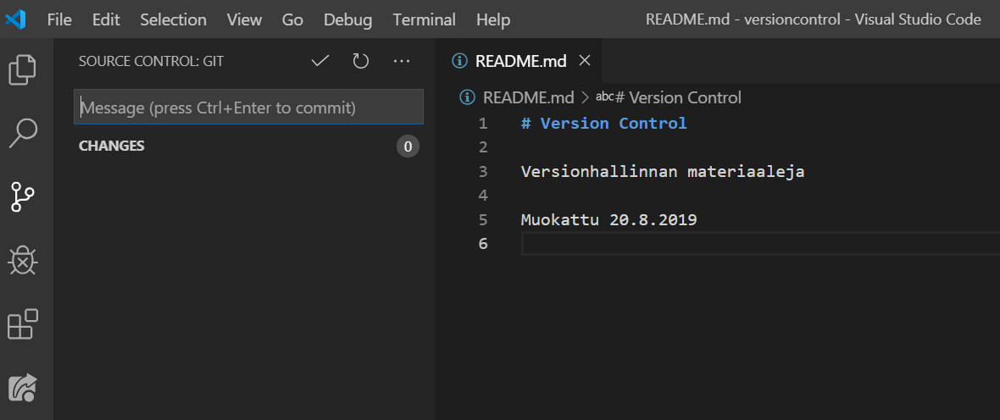 File Edit Selection View Go Debug Terminal Help README.md - versioncontrol - Visual Studio Code
SOURCE CONTROL: GIT
Message (press Ctrl+Enter to commit)
CHANGES 0
README.md
README.md > abc# Version Control
1 # Version Control
2
3 Versionhallinnan materiaaleja
4
5 Muokattu 20.8.2019
6